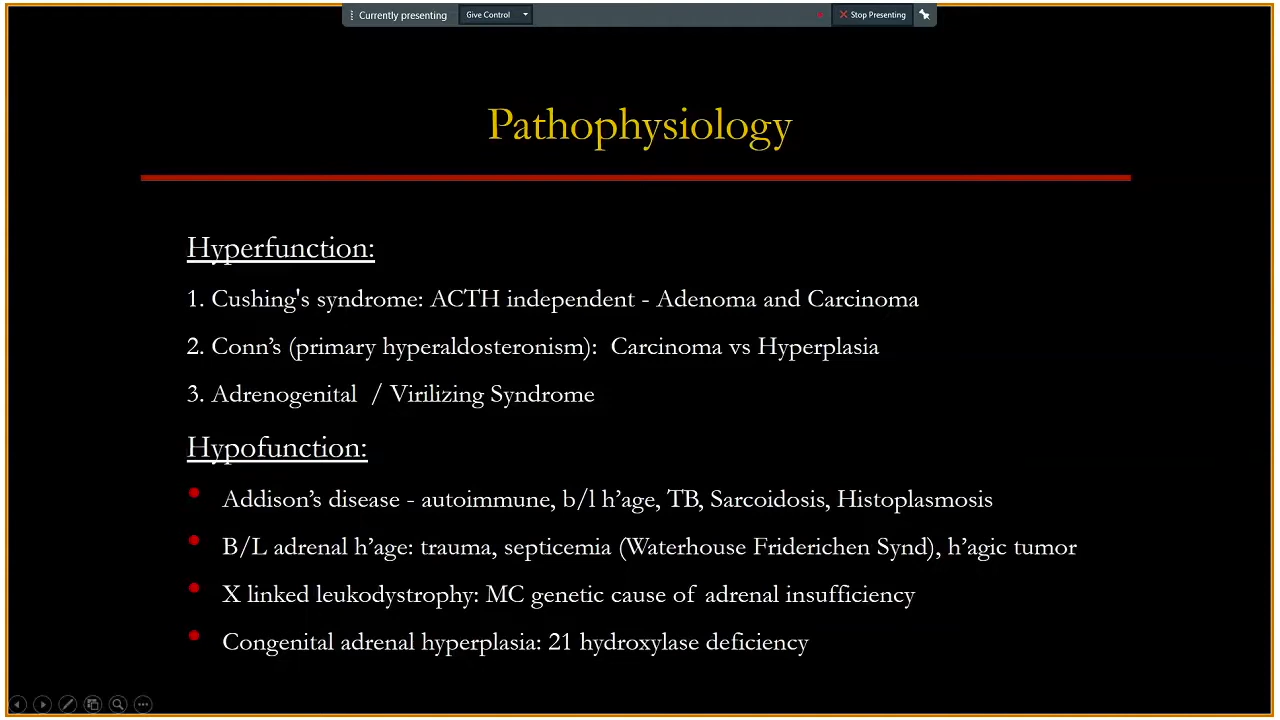 Currently presenting
Give Control
Stop Presenting
Pathophysiology
Hyperfunction:
1. Cushing's syndrome: ACTH independent - Adenoma and Carcinoma
2. Conn’s (primary hyperaldosteronism): Carcinoma vs Hyperplasia
3. Adrenogenital / Virilizing Syndrome
Hypofunction:
Addison’s disease - autoimmune, b/l h’age, TB, Sarcoidosis, Histoplasmosis
B/L adrenal h’age: trauma, septicemia (Waterhouse Friderichen Synd), h’agic tumor
X linked leukodystrophy: MC genetic cause of adrenal insufficiency
Congenital adrenal hyperplasia: 21 hydroxylase deficiency